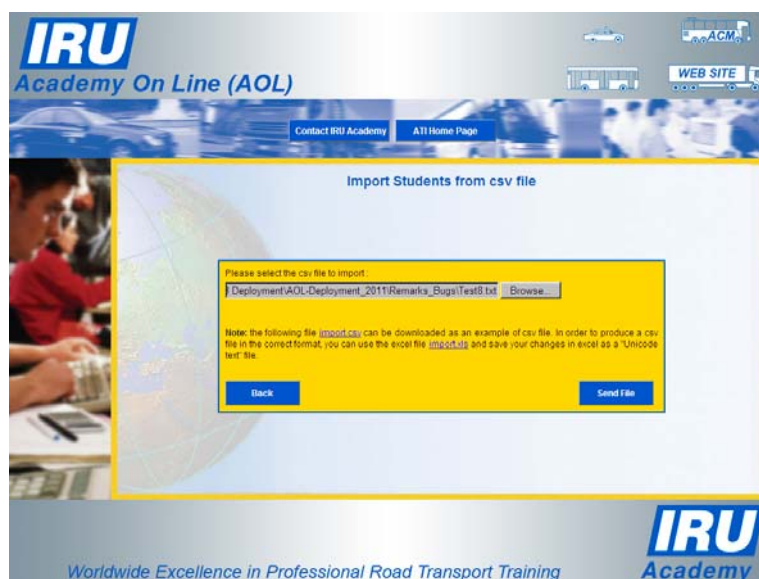 IRU
Academy On Line (AOL)
ACM
WEB SITE
Contact IRU Academy
ATI Home Page
Import Students from csv file
Please select the csv file to import :
Deployment\AOL-Deployment_2011\Remarks_Bugs\Test8.txt
Browse...
Note: the following file import.csv can be downloaded as an example of csv file. In order to produce a csv
file in the correct format, you can use the excel file import.xls and save your changes in excel as a "Unicode
text" file.
Back
Send File
IRU
Worldwide Excellence in Professional Road Transport Training
Academy